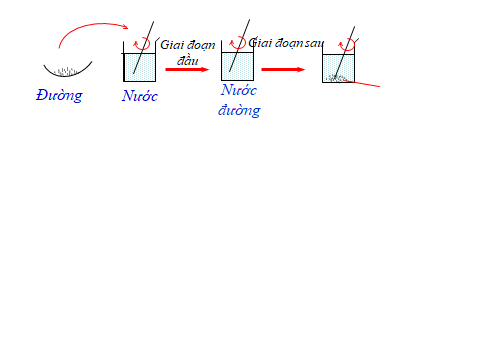 Giai đoạn
đầu
Giai đoạn sau
Đường
Nước
Nước
đường